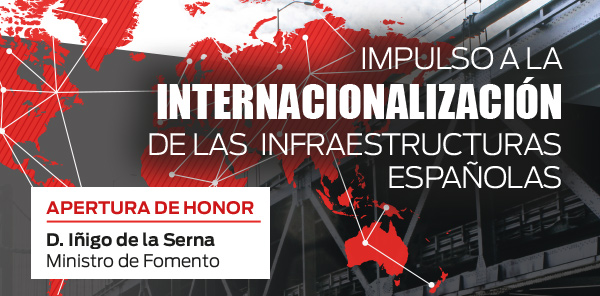 IMPULSO A LA
INTERNACIONALIZACIÓN
DE LAS INFRAESTRUCTURAS
ESPAÑOLAS
APERTURA DE HONOR
D. Iñigo de la Serna
Ministro de Fomento